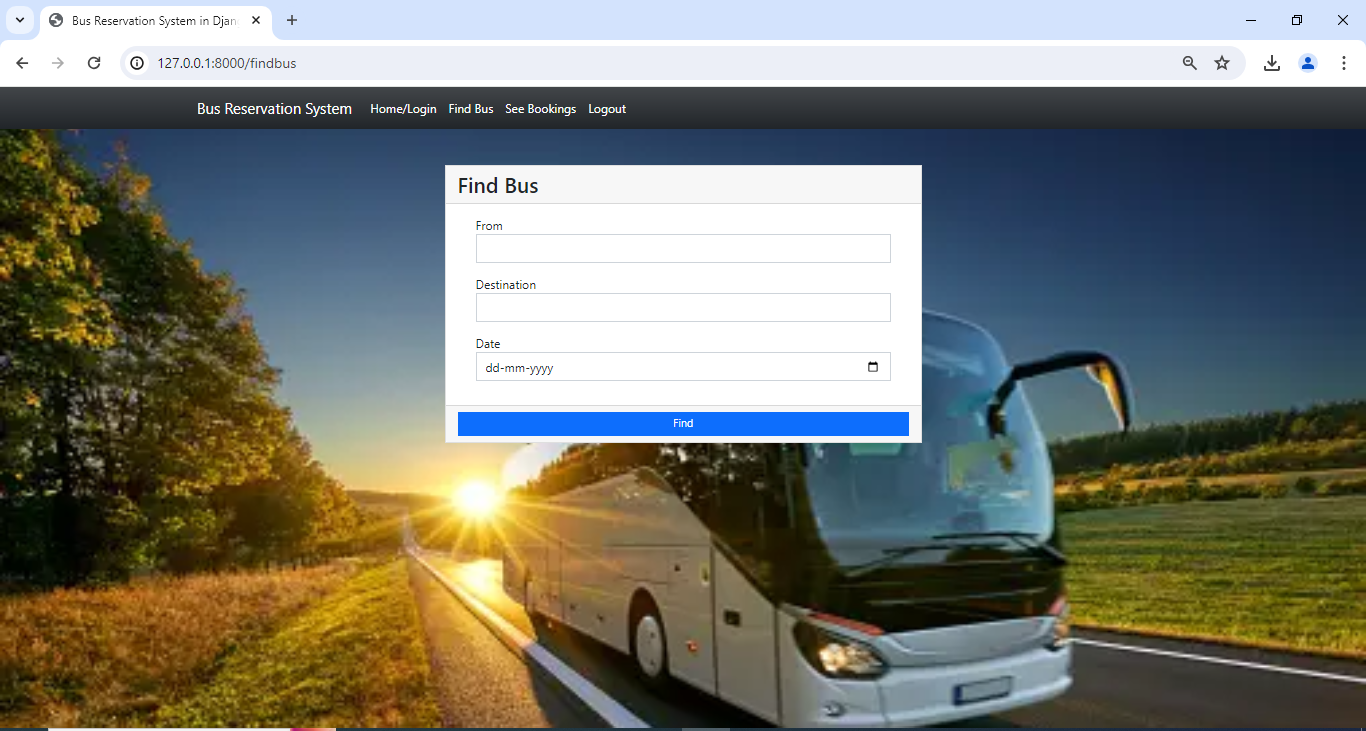 Bus Reservation System in Djan
127.0.0.1:8000/findbus
Bus Reservation System Home/Login Find Bus See Bookings Logout
Find Bus
From
Destination
Date
dd-mm-yyyy
Find